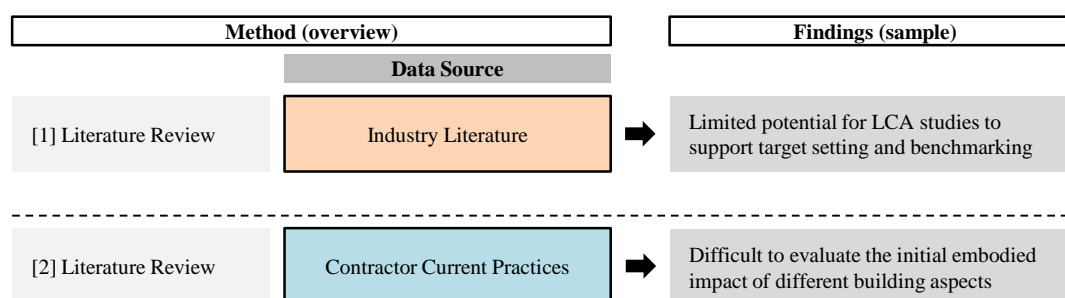 Method (overview)
Findings (sample)
Data Source
[1] Literature Review
Industry Literature
Limited potential for LCA studies to
support target setting and benchmarking
[2] Literature Review
Contractor Current Practices
Difficult to evaluate the initial embodied
impact of different building aspects